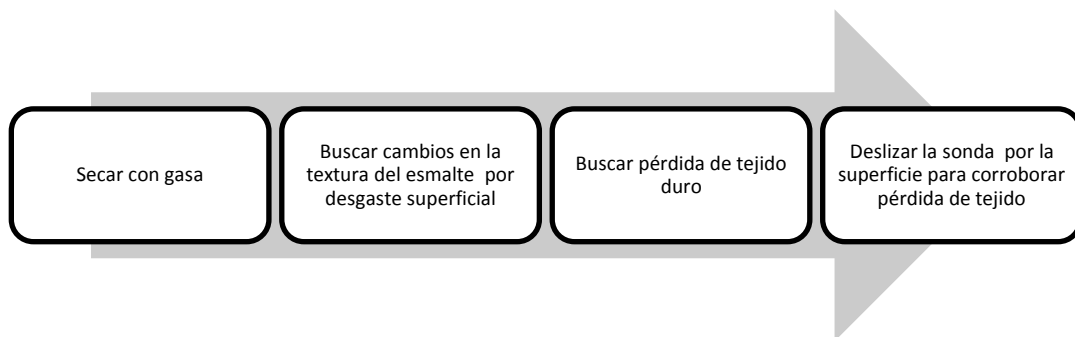 Secar con gasa
Buscar cambios en la
textura del esmalte por
desgaste superficial
Buscar pérdida de tejido
duro
Deslizar la sonda por la
superficie para corroborar
pérdida de tejido